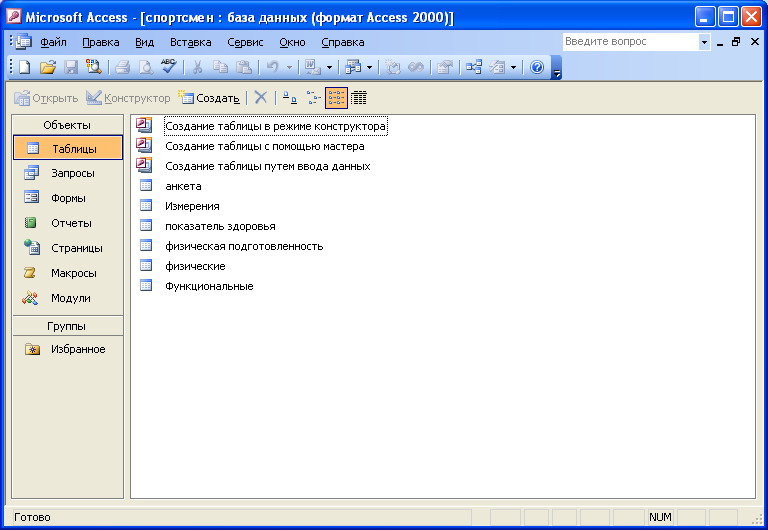 Microsoft Access - [спортсмен : база данных (формат Access 2000)]
Файл Правка Вид Вставка Сервис Окно Справка Введите вопрос
Открыть Конструктор Создать
Объекты
Таблицы
Запросы
Формы
Отчеты
Страницы
Макросы
Модули
Группы
Избранное
Создание таблицы в режиме конструктора
Создание таблицы с помощью мастера
Создание таблицы путем ввода данных
анкета
Измерения
показатель здоровья
физическая подготовленность
физические
Функциональные
Готово NUM